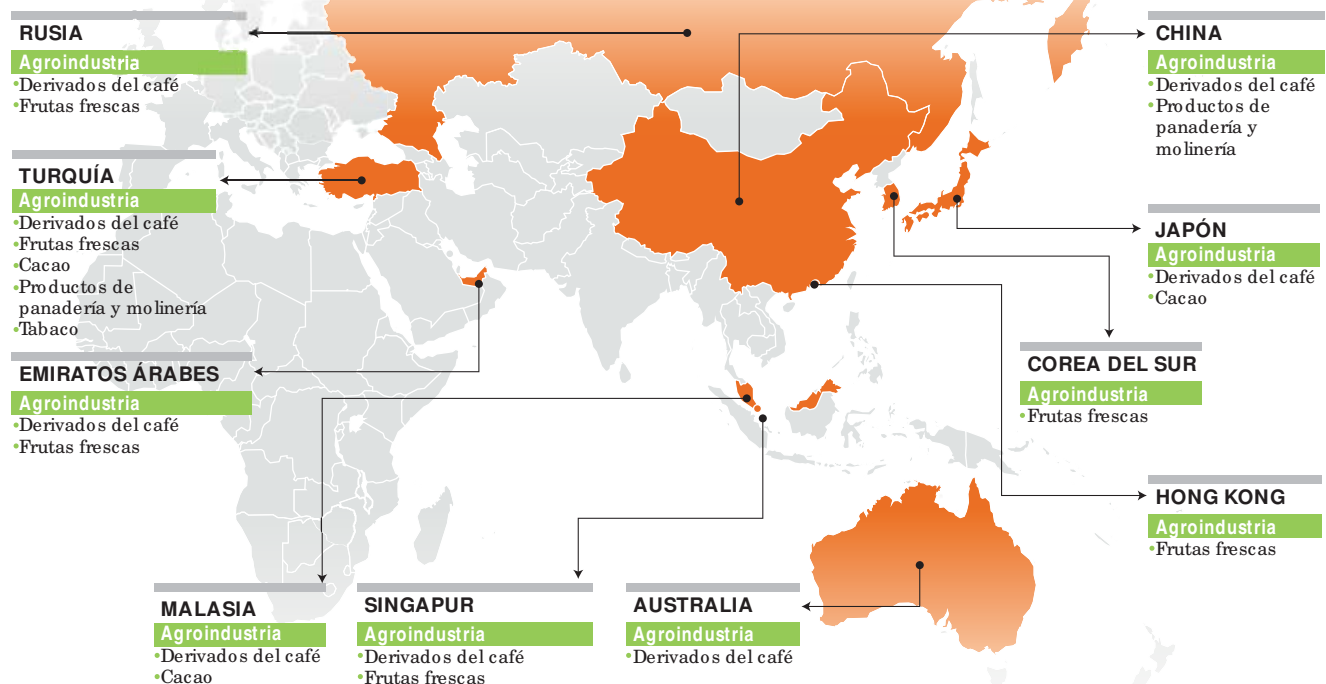 RUSIA
Agroindustria
•Derivados del café
•Frutas frescas
TURQUÍA
Agroindustria
•Derivados del café
•Frutas frescas
•Cacao
•Productos de
panadería y molinería
•Tabaco
EMIRATOS ÁRABES
Agroindustria
•Derivados del café
•Frutas frescas
MALASIA
Agroindustria
•Derivados del café
•Cacao
SINGAPUR
Agroindustria
•Derivados del café
•Frutas frescas
AUSTRALIA
Agroindustria
•Derivados del café
CHINA
Agroindustria
•Derivados del café
•Productos de
panadería y
molinería
JAPÓN
Agroindustria
•Derivados del café
•Cacao
COREA DEL SUR
Agroindustria
•Frutas frescas
HONG KONG
Agroindustria
•Frutas frescas